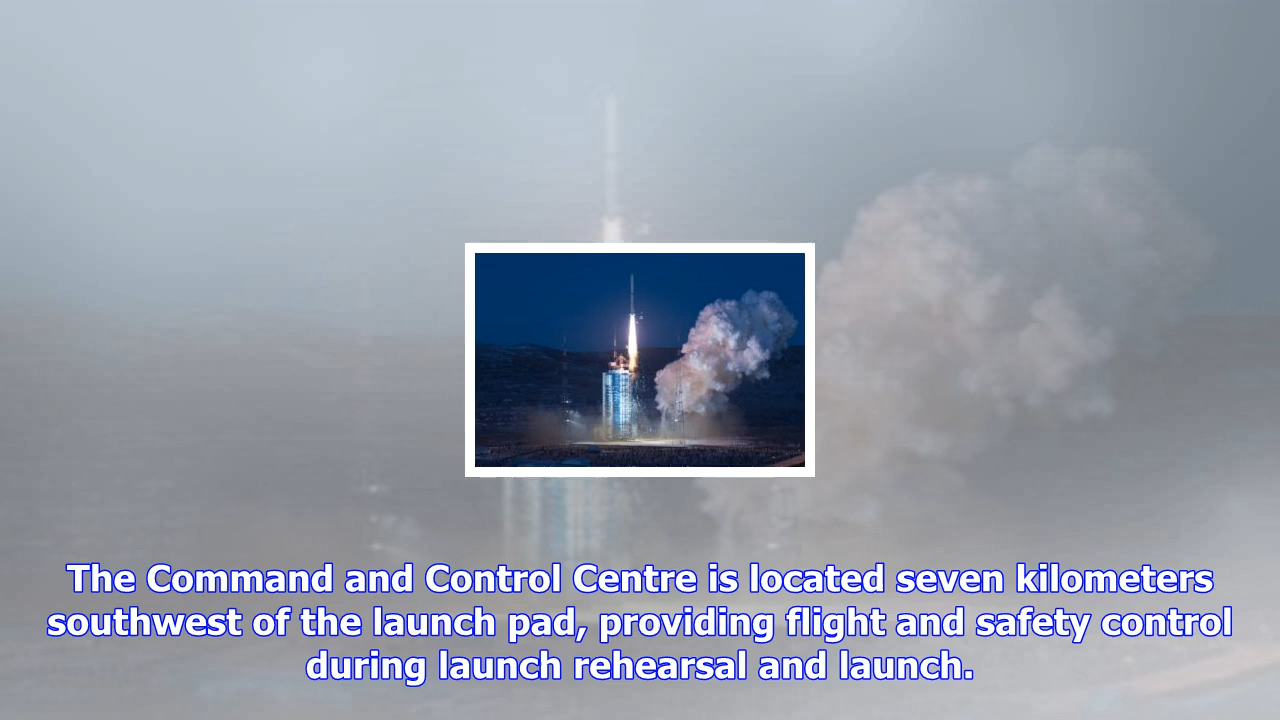 The Command and Control Centre is located seven kilometers
southwest of the launch pad, providing flight and safety control
during launch rehearsal and launch.